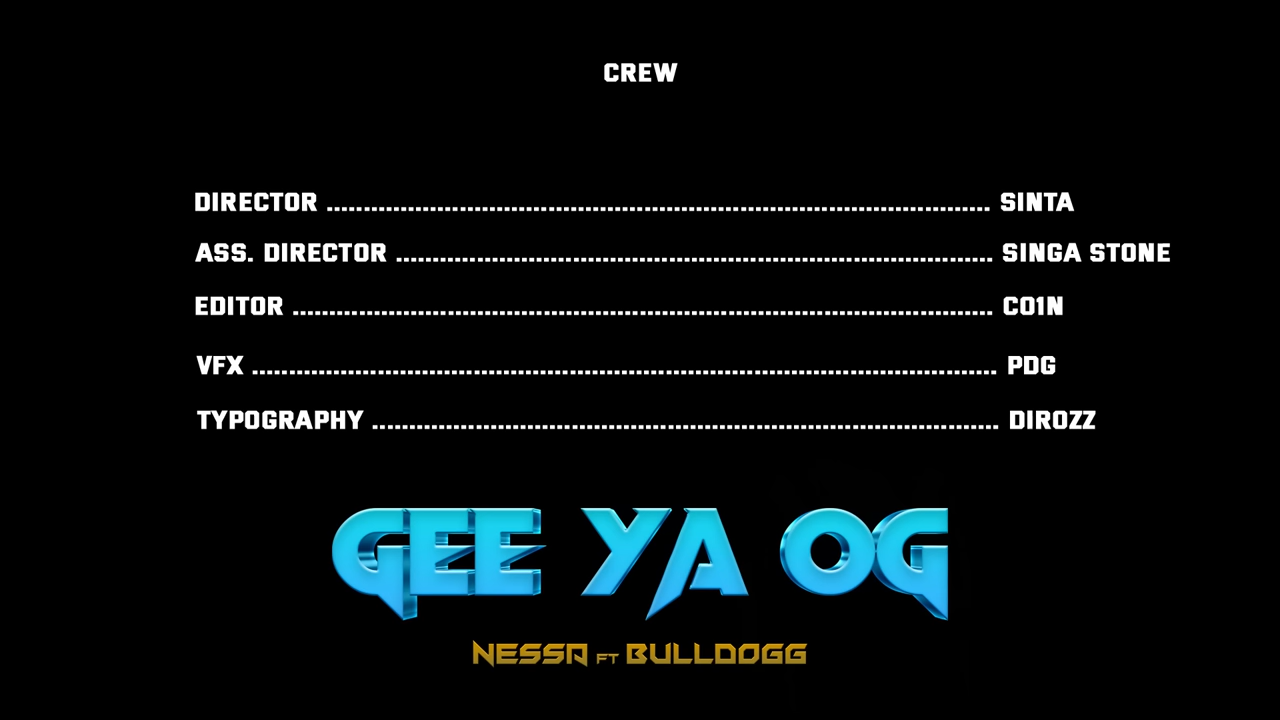 CREW
DIRECTOR .......................................................................................... SINTA
ASS. DIRECTOR ................................................................................. SINGA STONE
EDITOR ............................................................................................... CO1N
VFX ..................................................................................................... PDG
TYPOGRAPHY ..................................................................................... DIROZZ
GEE YA OG
NESSA FT BULLDOGG